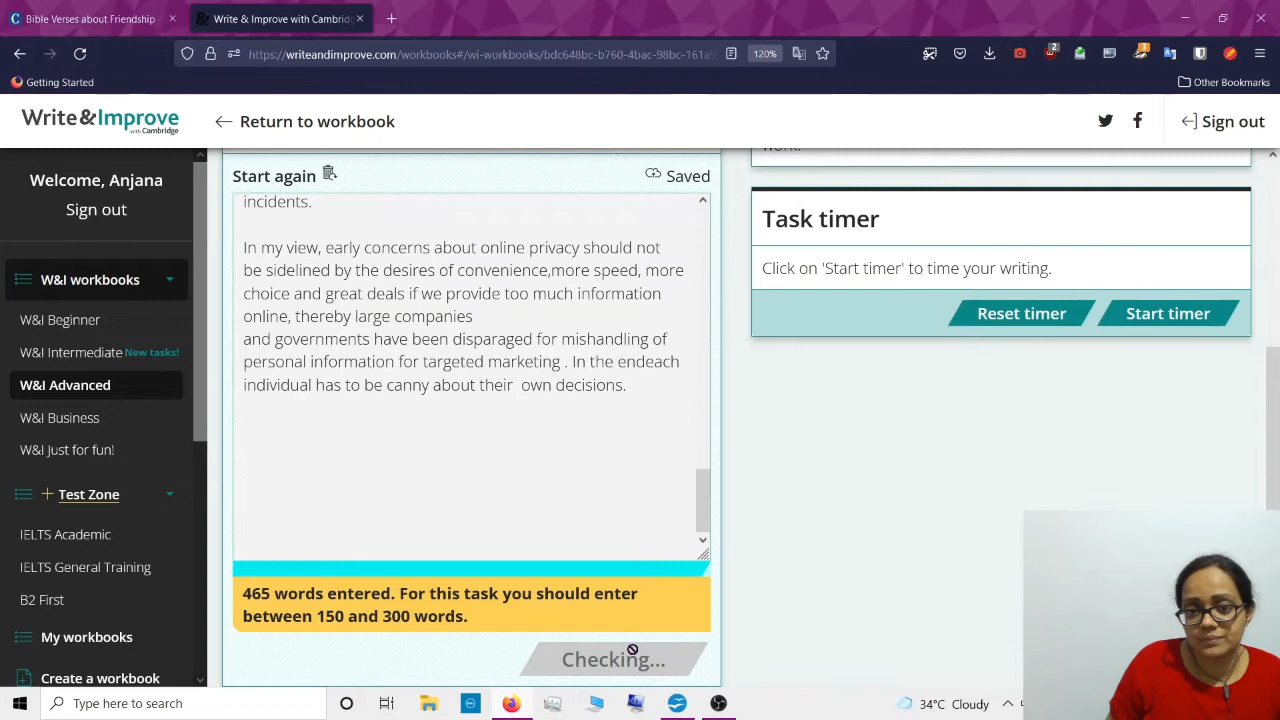 Bible Verses about Friendship -
Write & Improve with Cambridg
https://writeandimprove.com/workbooks#/wi-workbooks/bdc648bc-b760-4bac-98bc-161a
120%
2
3
Getting Started
Other Bookmarks
Write&Improve
with Cambridge
Return to workbook
Sign out
Welcome, Anjana
Sign out
W&I workbooks
W&I Beginner
W&I Intermediate New tasks!
W&I Advanced
W&I Business
W&I Just for fun!
+ Test Zone
IELTS Academic
IELTS General Training
B2 First
My workbooks
Create a workbook
Start again
Saved
incidents.
In my view, early concerns about online privacy should not
be sidelined by the desires of convenience,more speed, more
choice and great deals if we provide too much information
online, thereby large companies
and governments have been disparaged for mishandling of
personal information for targeted marketing . In the endeach
individual has to be canny about their  own decisions.
465 words entered. For this task you should enter
between 150 and 300 words.
Checking...
work.
Task timer
Click on 'Start timer' to time your writing.
Reset timer
Start timer
Type here to search
34°C Cloudy